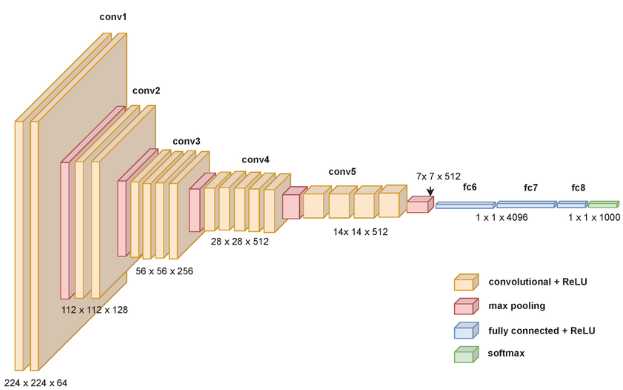 conv1
conv2
conv3
conv4
conv5
7x 7 x 512
fc6
fc7
fc8
1 x 1 x 4096
1 x 1 x 1000
14x 14 x 512
28 x 28 x 512
56 x 56 x 256
112 x 112 x 128
224 x 224 x 64
convolutional + ReLU
max pooling
fully connected + ReLU
softmax